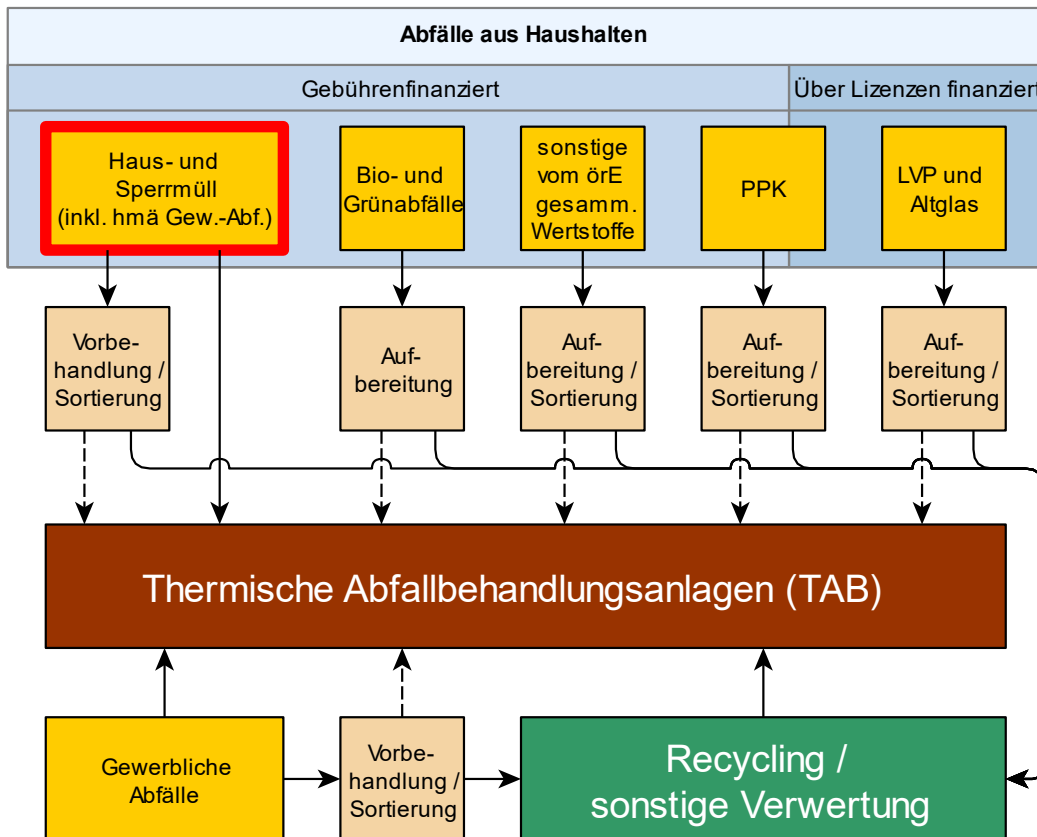 Abfälle aus Haushalten
Gebührenfinanziert
Über Lizenzen finanziert
Haus- und
Sperrmüll
(inkl. hmä Gew.-Abf.)
Bio- und
Grünabfälle
sonstige
vom örE
gesamm.
Wertstoffe
PPK
LVP und
Altglas
Vorbe-
handlung /
Sortierung
Auf-
bereitung
Auf-
bereitung /
Sortierung
Auf-
bereitung /
Sortierung
Auf-
bereitung /
Sortierung
Thermische Abfallbehandlungsanlagen (TAB)
Gewerbliche
Abfälle
Vorbe-
handlung /
Sortierung
Recycling /
sonstige Verwertung